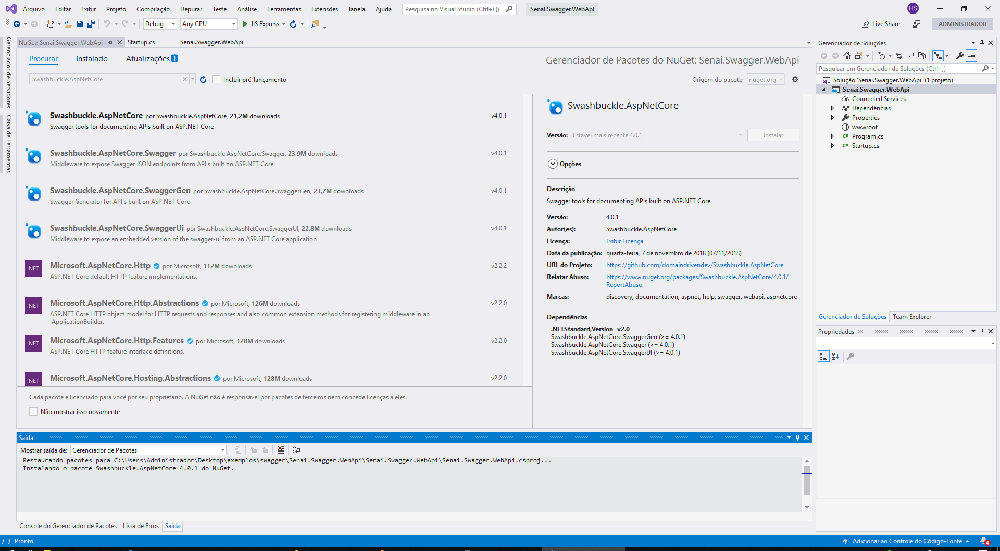 Arquivo Editar Exibir Projeto Compilação Depurar Teste Análise Ferramentas Extensões Janela Ajuda Pesquisa no Visual Studio (Ctrl+Q) Senai.Swagger.WebApi HS
Debug Any CPU IIS Express Live Share ADMINISTRADOR
Gerenciador de Servidores
Caixa de Ferramentas
NuGet: Senai.Swagger.WebApi Startup.cs Senai.Swagger.WebApi
Procurar Instalado Atualizações 1
Gerenciador de Pacotes do NuGet: Senai.Swagger.WebApi
Swashbuckle.AspNetCore Incluir pré-lançamento
Origem do pacote: nuget.org
Swashbuckle.AspNetCore por Swashbuckle.AspNetCore, 21,2M downloads v4.0.1
Swagger tools for documenting APIs built on ASP.NET Core
Swashbuckle.AspNetCore.Swagger por Swashbuckle.AspNetCore.Swagger, 23,9M downloads v4.0.1
Middleware to expose Swagger JSON endpoints from API's built on ASP.NET Core
Swashbuckle.AspNetCore.SwaggerGen por Swashbuckle.AspNetCore.SwaggerGen, 23,7M downloads v4.0.1
Swagger Generator for API's built on ASP.NET Core
Swashbuckle.AspNetCore.SwaggerUi por Swashbuckle.AspNetCore.SwaggerUI, 22,8M downloads v4.0.1
Middleware to expose an embedded version of the swagger-ui from an ASP.NET Core application
.NET Microsoft.AspNetCore.Http por Microsoft, 112M downloads v2.2.2
ASP.NET Core default HTTP feature implementations.
.NET Microsoft.AspNetCore.Http.Abstractions por Microsoft, 126M downloads v2.2.0
ASP.NET Core HTTP object model for HTTP requests and responses and also common extension methods for registering middleware in an
IApplicationBuilder.
.NET Microsoft.AspNetCore.Http.Features por Microsoft, 128M downloads v2.2.0
ASP.NET Core HTTP feature interface definitions.
.NET Microsoft.AspNetCore.Hosting.Abstractions por Microsoft, 128M downloads v2.2.0
Cada pacote é licenciado para você por seu proprietário. A NuGet não é responsável por pacotes de terceiros nem concede licenças a eles.
Não mostrar isso novamente
Swashbuckle.AspNetCore
Versão: Estável mais recente 4.0.1 Instalar
Opções
Descrição
Swagger tools for documenting APIs built on ASP.NET Core
Versão: 4.0.1
Autor(es): Swashbuckle.AspNetCore
Licença: Exibir Licença
Data da publicação: quarta-feira, 7 de novembro de 2018 (07/11/2018)
URL do Projeto: https://github.com/domaindrivendev/Swashbuckle.AspNetCore
Relatar Abuso: https://www.nuget.org/packages/Swashbuckle.AspNetCore/4.0.1/
ReportAbuse
Marcas: discovery, documentation, aspnet, help, swagger, webapi, aspnetcore
Dependências
.NETStandard,Version=v2.0
Swashbuckle.AspNetCore.SwaggerGen (>= 4.0.1)
Swashbuckle.AspNetCore.Swagger (>= 4.0.1)
Swashbuckle.AspNetCore.SwaggerUI (>= 4.0.1)
Saída
Mostrar saída de: Gerenciador de Pacotes
Restaurando pacotes para C:\Users\Administrador\Desktop\exemplos\swagger\Senai.Swagger.WebApi\Senai.Swagger.WebApi\Senai.Swagger.WebApi.csproj...
Instalando o pacote Swashbuckle.AspNetCore 4.0.1 do NuGet.
Console do Gerenciador de Pacotes Lista de Erros Saída
Gerenciador de Soluções
Pesquisar em Gerenciador de Soluções (Ctrl+;)
Solução 'Senai.Swagger.WebApi' (1 projeto)
Senai.Swagger.WebApi
Connected Services
Dependências
Properties
wwwroot
C# Program.cs
C# Startup.cs
Gerenciador de Soluções Team Explorer
Propriedades
Pronto Adicionar ao Controle do Código-Fonte 4